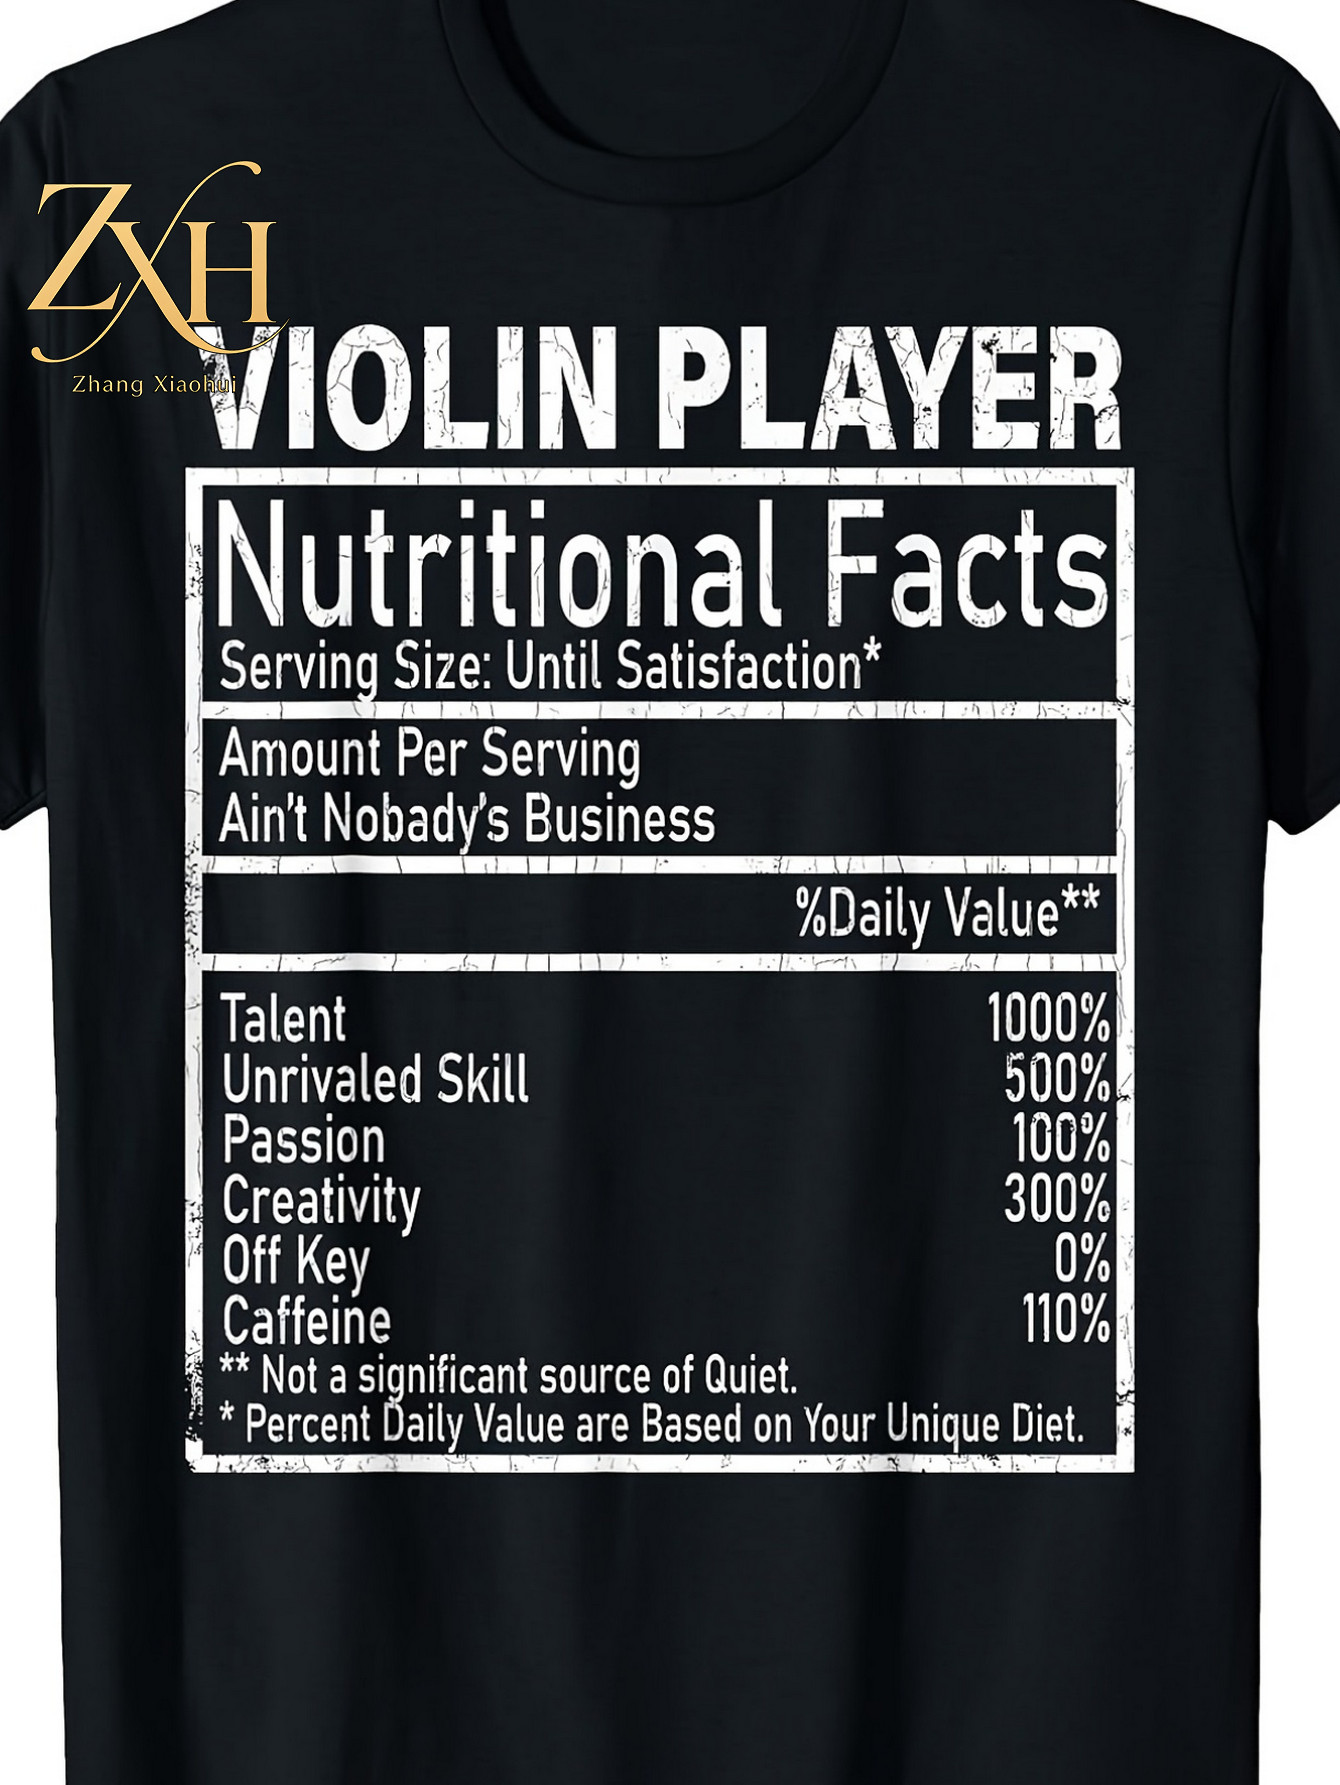 ZXH
Zhang Xiaohui
VIOLIN PLAYER
Nutritional Facts
Serving Size: Until Satisfaction*
Amount Per Serving
Ain't Nobady's Business
%Daily Value**
Talent 1000%
Unrivaled Skill 500%
Passion 100%
Creativity 300%
Off Key 0%
Caffeine 110%
** Not a significant source of Quiet.
* Percent Daily Value are Based on Your Unique Diet.